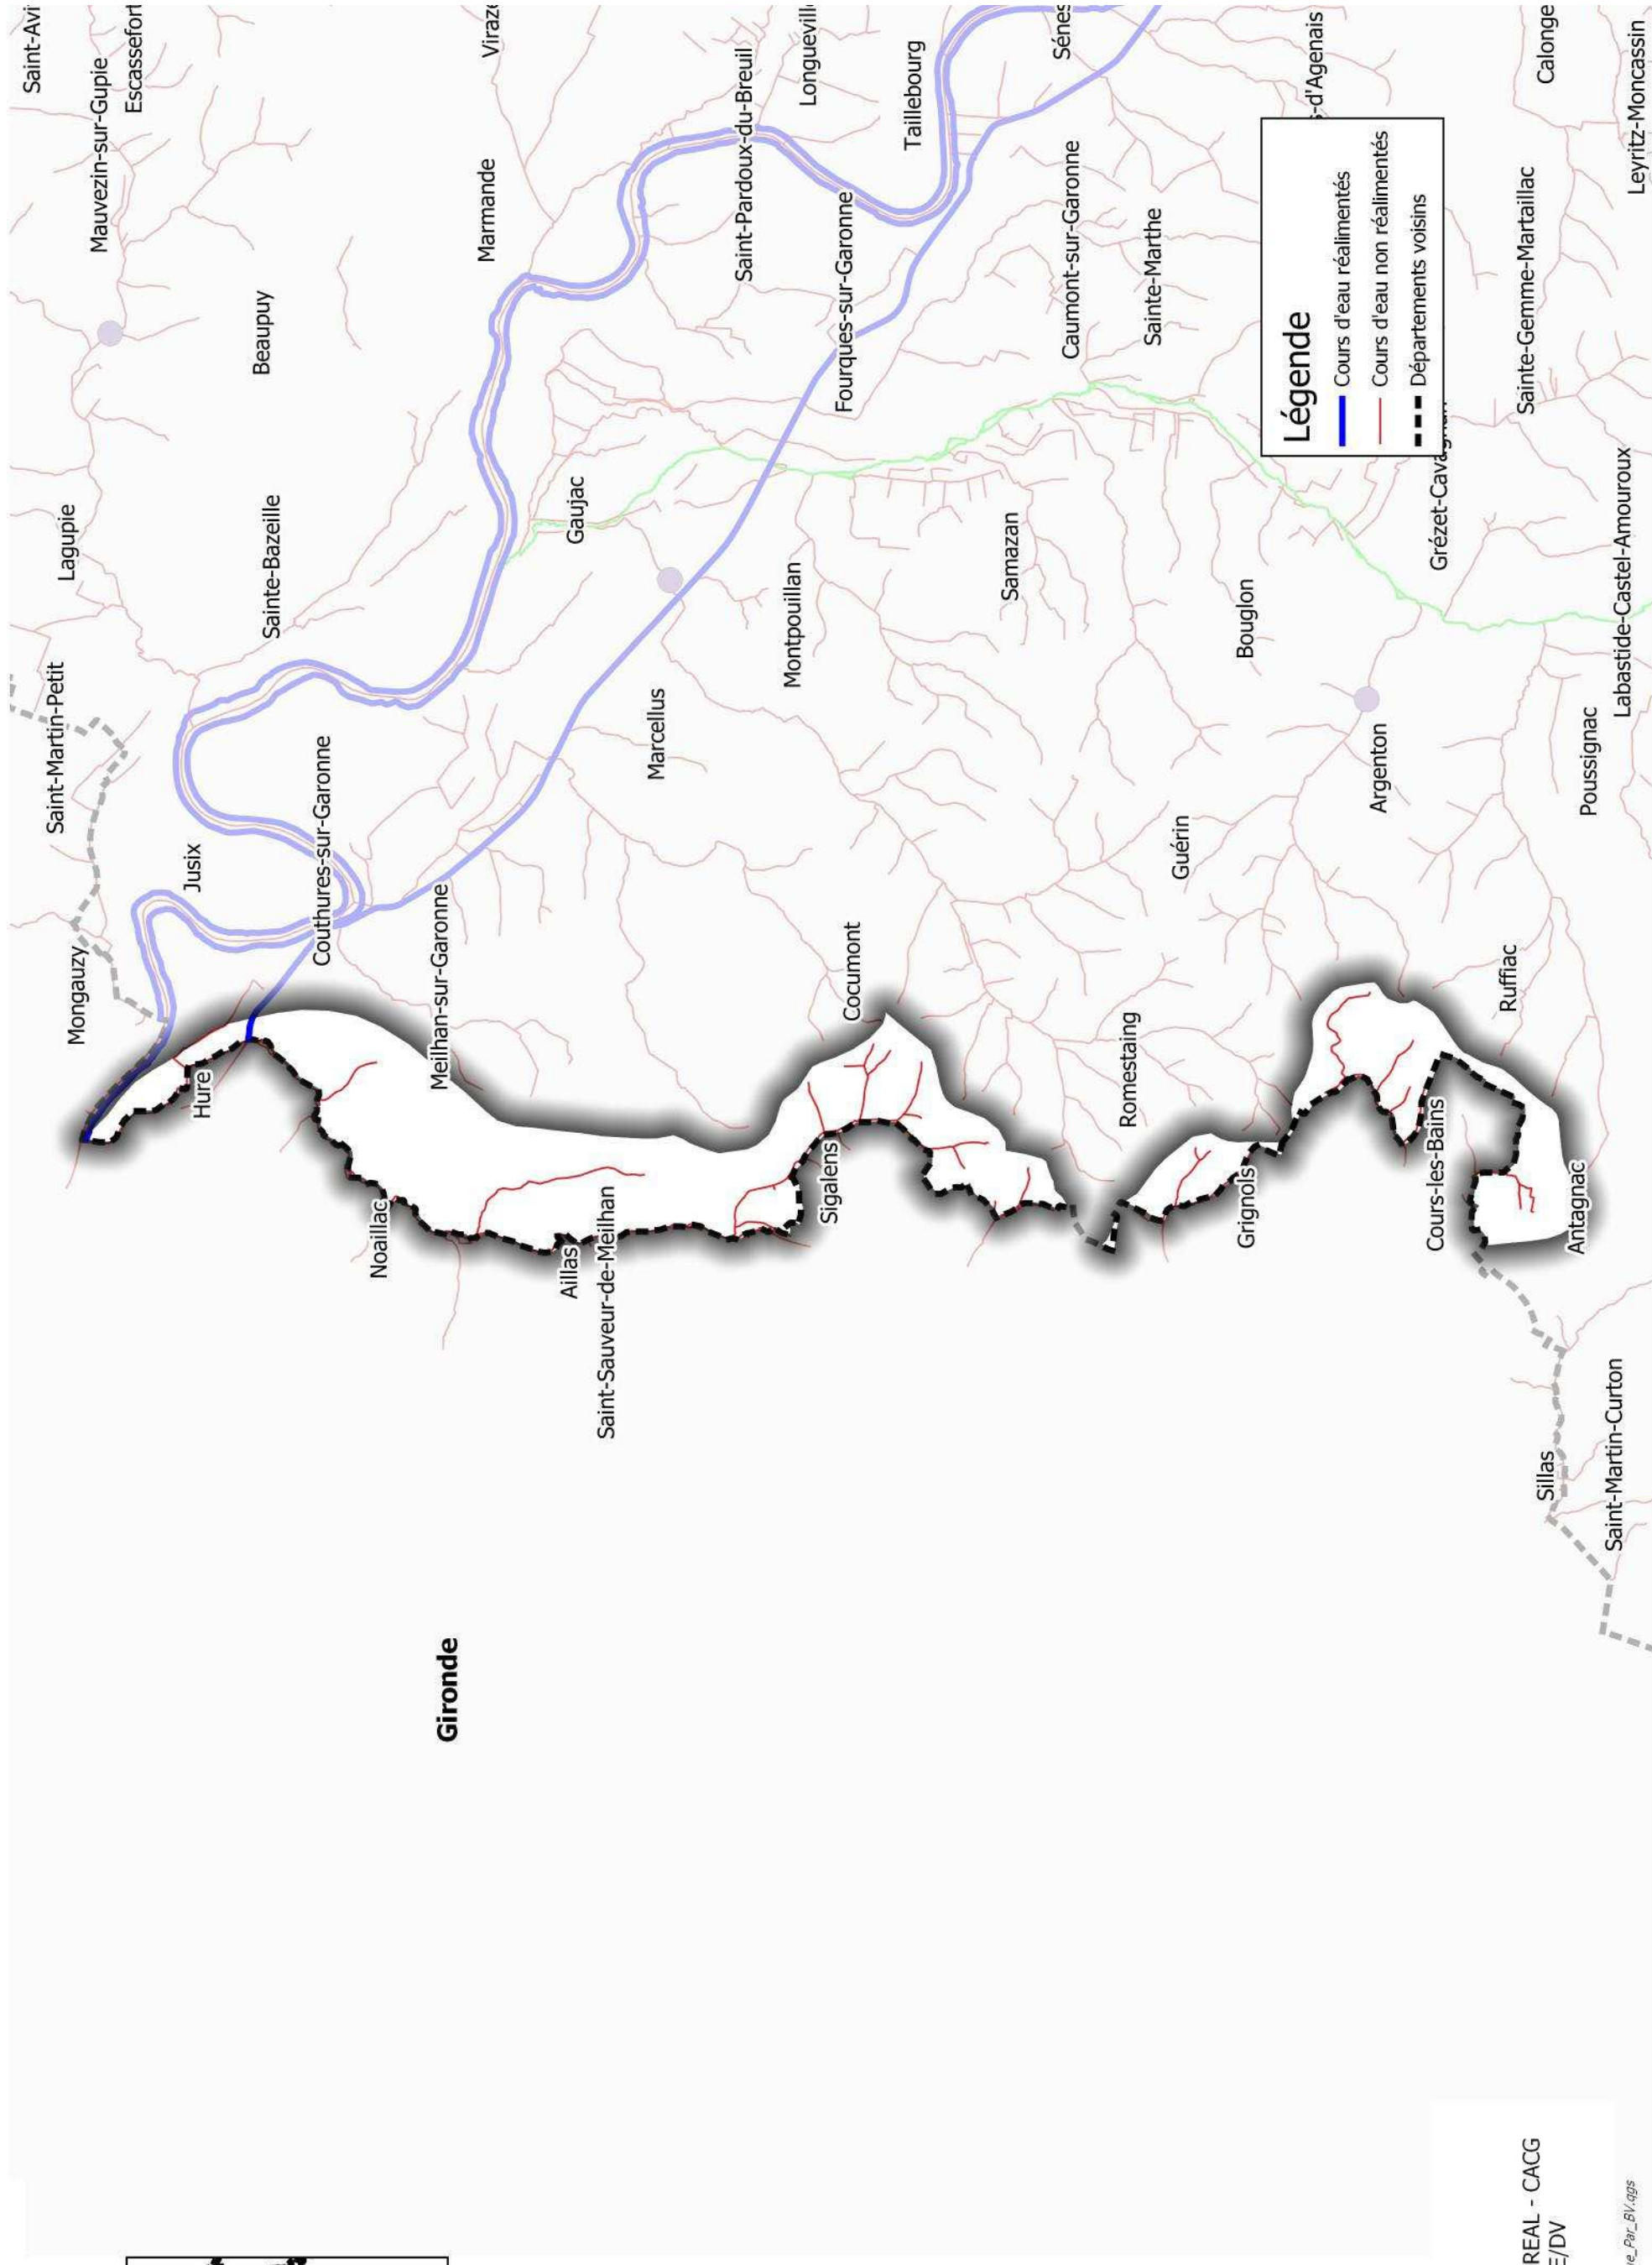 Saint-Avi
Mauvezin-sur-Gupie
Escassefort
Lagupie
Saint-Martin-Petit
Mongauzy
Beaupuy
Sainte-Bazeille
Jusix
Hure
Couthures-sur-Garonne
Viraz
Marmande
Meilhan-sur-Garonne
Noaillac
Gironde
Gaujac
Aillas
Saint-Sauveur-de-Meilhan
Marcellus
Saint-Pardoux-du-Breuil
Longuevill
Montpouillan
Fourques-sur-Garonne
Cocumont
Sigalens
Taillebourg
Samazan
Sénes
Caumont-sur-Garonne
Sainte-Marthe
Romestaing
Guérin
Bouglon
Grignols
Légende
Cours d'eau réalimentés
Cours d'eau non réalimentés
Départements voisins
s-d'Agenais
Argenton
Grézet-Cava
Cours-les-Bains
Ruffiac
Antagnac
Sainte-Gemme-Martaillac
Calonge
Poussignac
Labastide-Castel-Amouroux
Leyritz-Moncassin
Sillas
Saint-Martin-Curton
REAL - CACG
E/DV
e_Par_BV.qgs